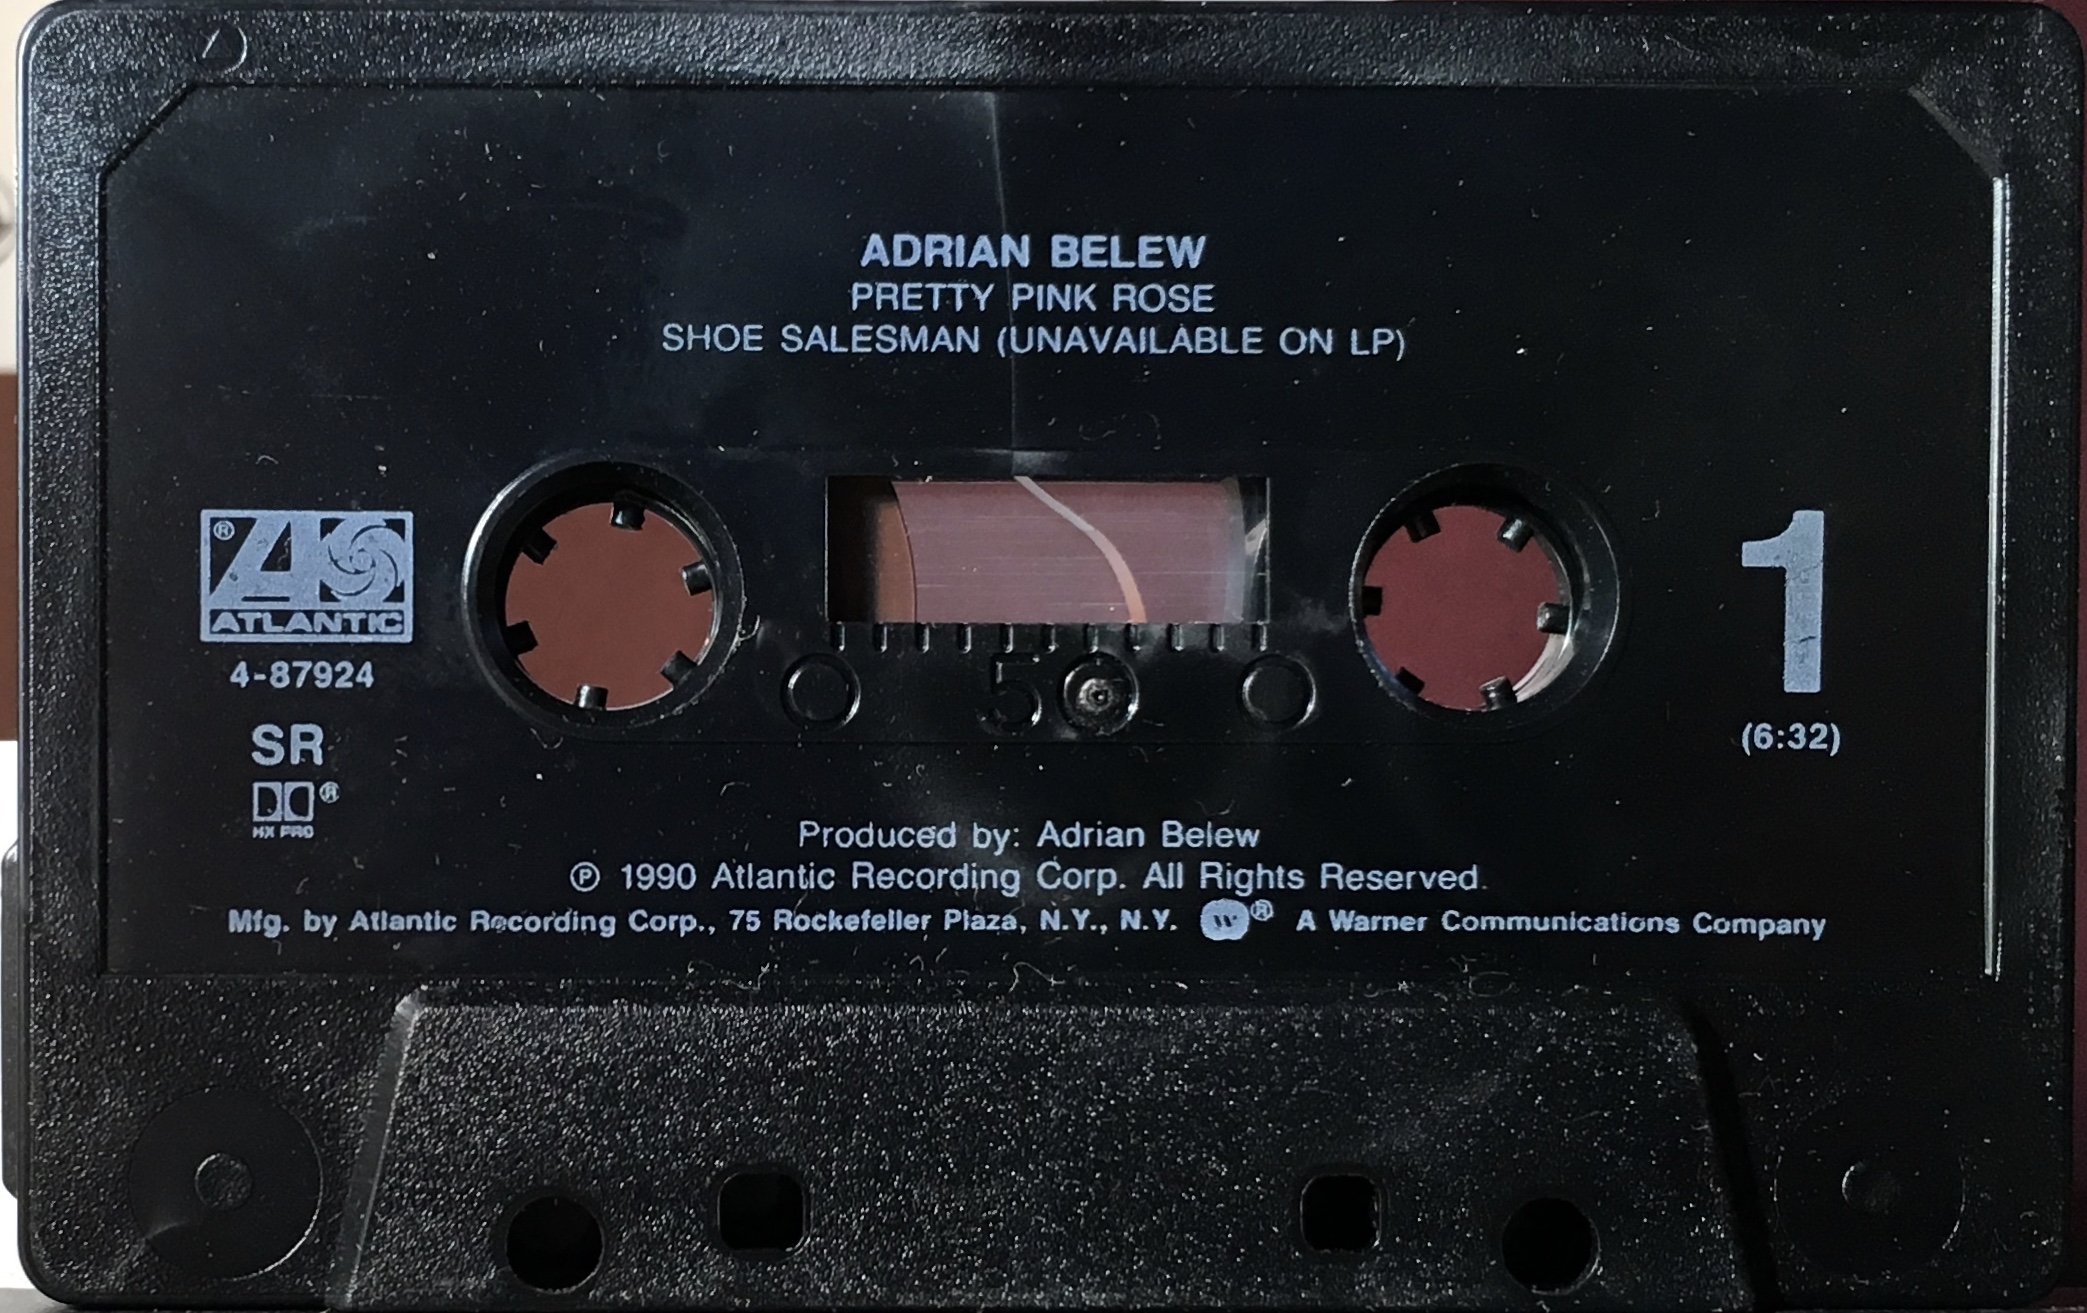 ADRIAN BELEW
PRETTY PINK ROSE
SHOE SALESMAN (UNAVAILABLE ON LP)
®
ATLANTIC
4-87924
SR
®
HX PRO
1
(6:32)
5
Produced by: Adrian Belew
℗ 1990 Atlantic Recording Corp. All Rights Reserved.
Mfg. by Atlantic Recording Corp., 75 Rockefeller Plaza, N.Y., N.Y. W® A Warner Communications Company